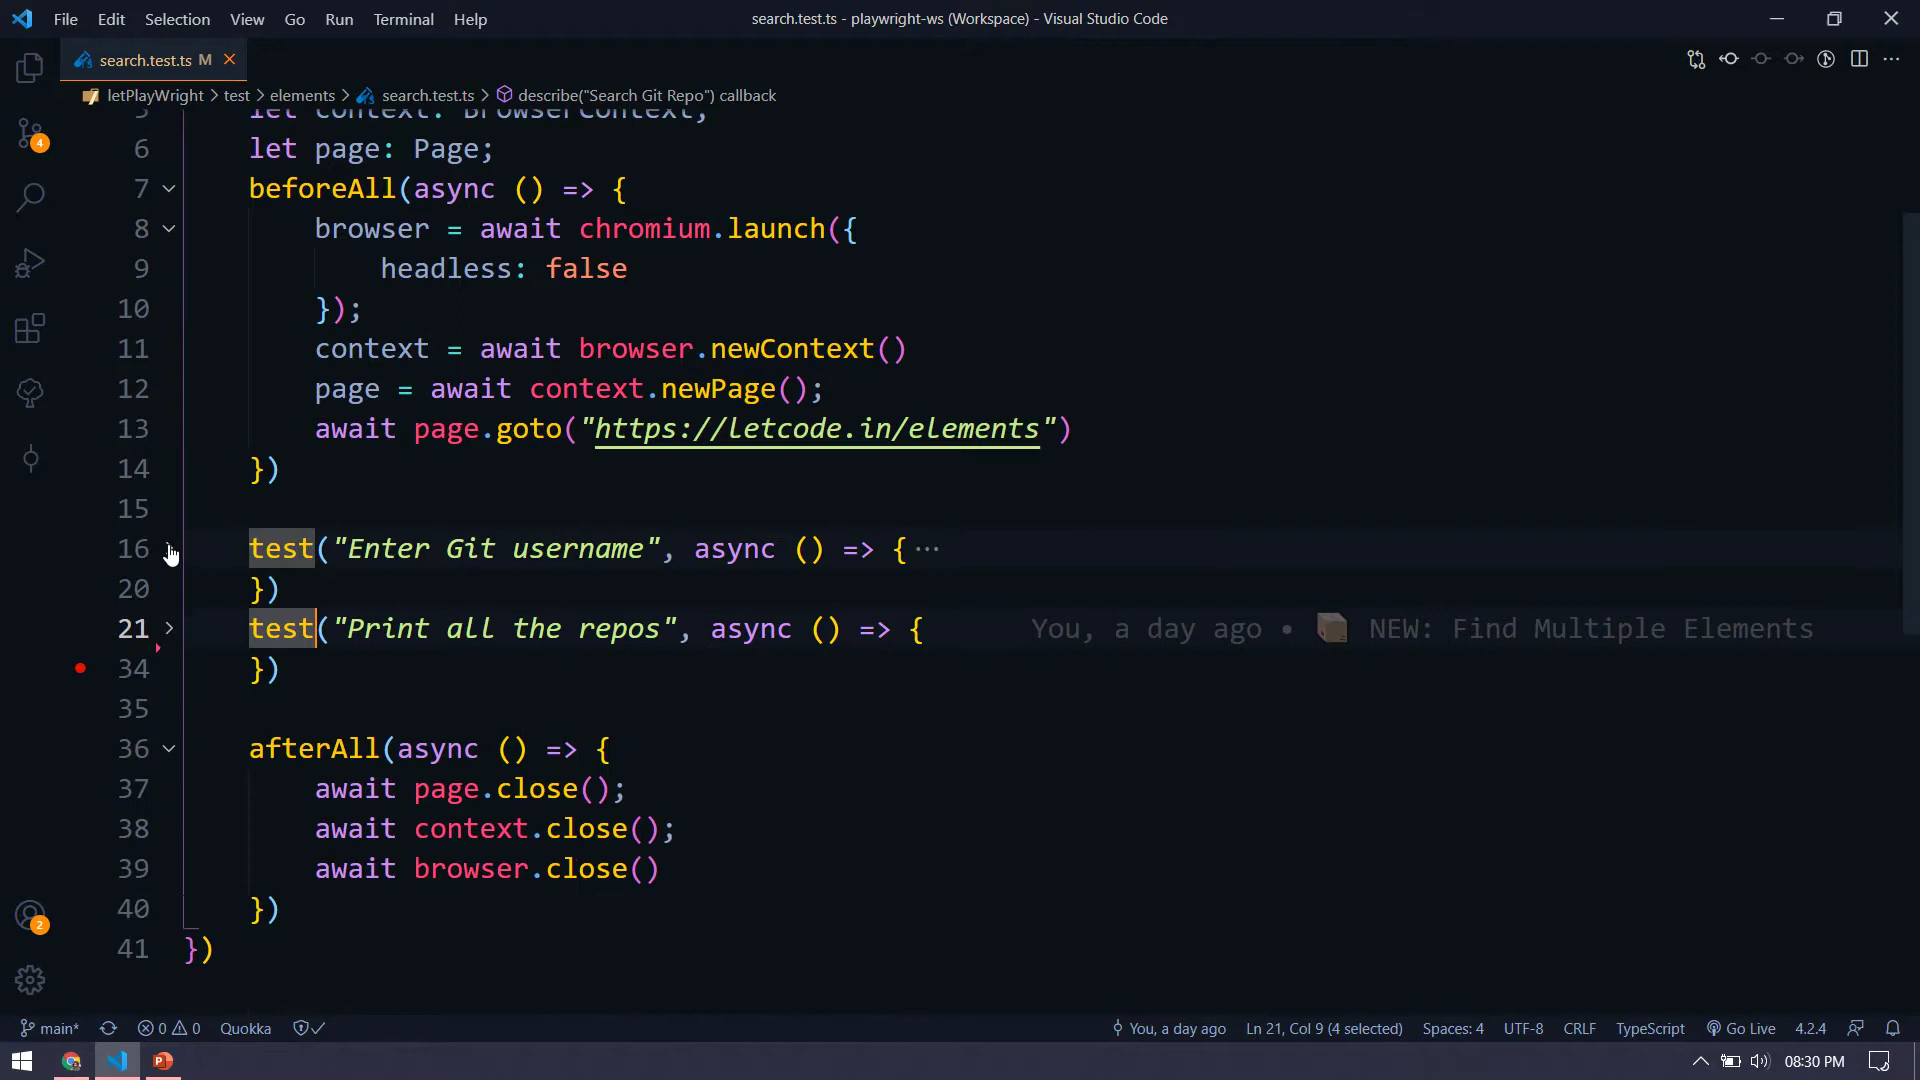 File Edit Selection View Go Run Terminal Help
search.test.ts - playwright-ws (Workspace) - Visual Studio Code
search.test.ts M
letPlayWright > test > elements > search.test.ts > describe("Search Git Repo") callback
5 let context: BrowserContext;
6 let page: Page;
7 beforeAll(async () => {
8 browser = await chromium.launch({
9 headless: false
10 });
11 context = await browser.newContext()
12 page = await context.newPage();
13 await page.goto("https://letcode.in/elements")
14 })
15
16 test("Enter Git username", async () => {···
20 })
21 test("Print all the repos", async () => { You, a day ago • NEW: Find Multiple Elements
34 })
35
36 afterAll(async () => {
37 await page.close();
38 await context.close();
39 await browser.close()
40 })
41 })
4
2
main* 0 0 Quokka You, a day ago Ln 21, Col 9 (4 selected) Spaces: 4 UTF-8 CRLF TypeScript Go Live 4.2.4
08:30 PM